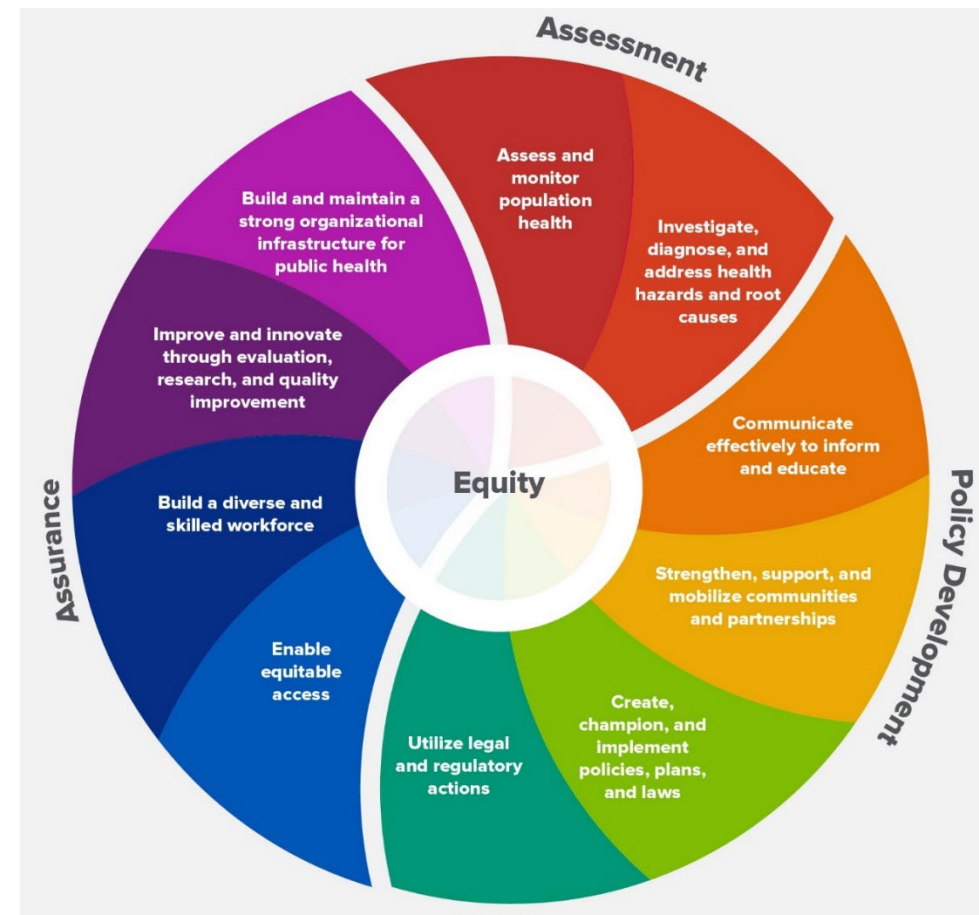 Assessment
Assess and
monitor
population
health
Investigate,
diagnose, and
address health
hazards and root
causes
Policy Development
Communicate
effectively to inform
and educate
Strengthen, support, and
mobilize communities
and partnerships
Create,
champion, and
implement
policies, plans,
and laws
Utilize legal
and regulatory
actions
Assurance
Enable
equitable
access
Build a diverse and
skilled workforce
Improve and innovate
through evaluation,
research, and quality
improvement
Build and maintain a
strong organizational
infrastructure for
public health
Equity